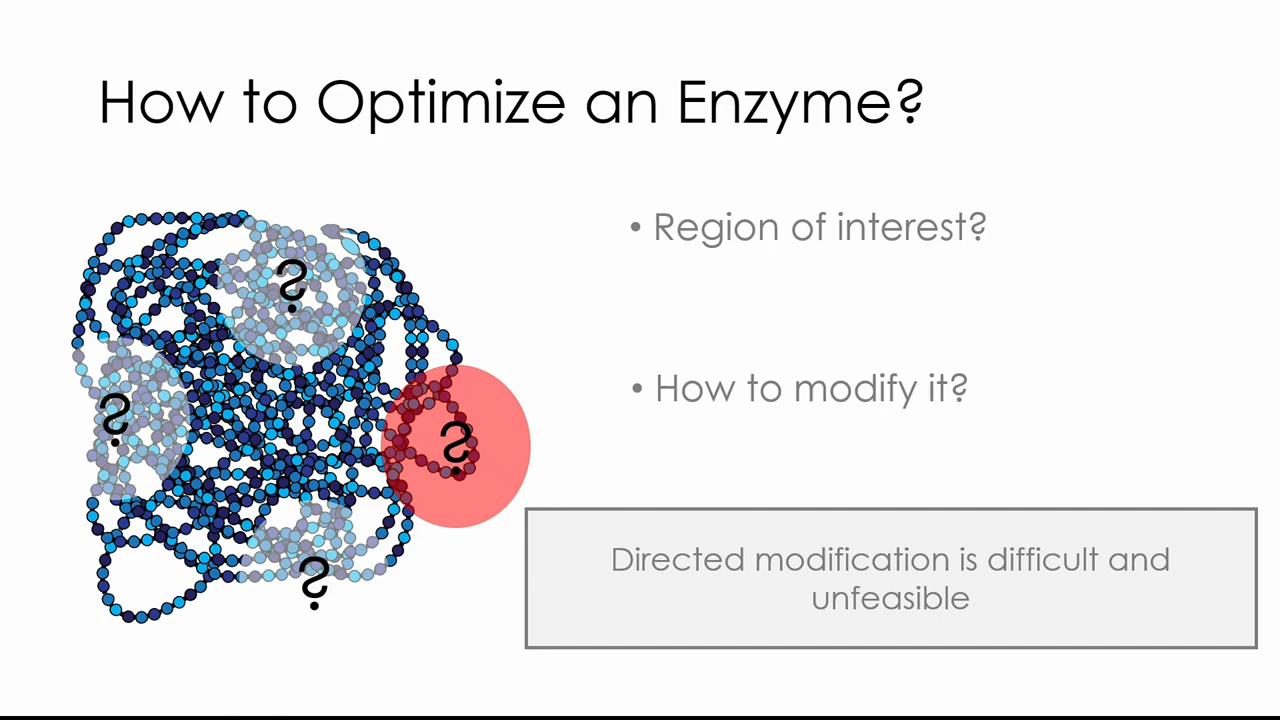 How to Optimize an Enzyme?
?
?
?
?
• Region of interest?
• How to modify it?
Directed modification is difficult and
unfeasible